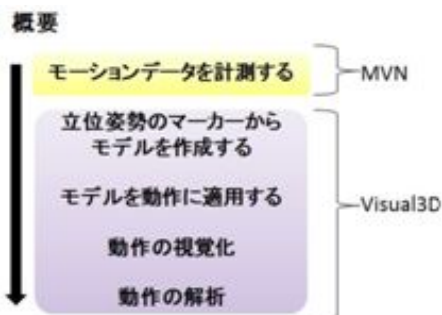 概要
モーションデータを計測する
MVN
立位姿勢のマーカーから
モデルを作成する
モデルを動作に適用する
Visual3D
動作の視覚化
動作の解析